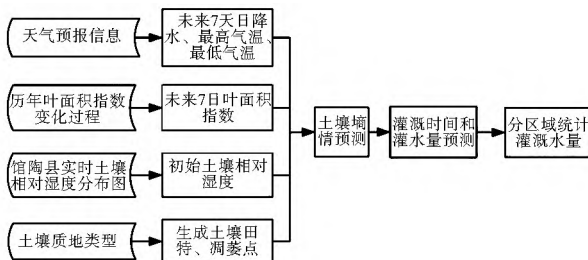 天气预报信息
未来7天日降
水、最高气温、
最低气温
历年叶面积指数
变化过程
未来7日叶面积
指数
馆陶县实时土壤
相对湿度分布图
初始土壤相对
湿度
土壤质地类型
生成土壤田
特、凋萎点
土壤墒
情预测
灌溉时间和
灌水量预测
分区域统计
灌溉水量